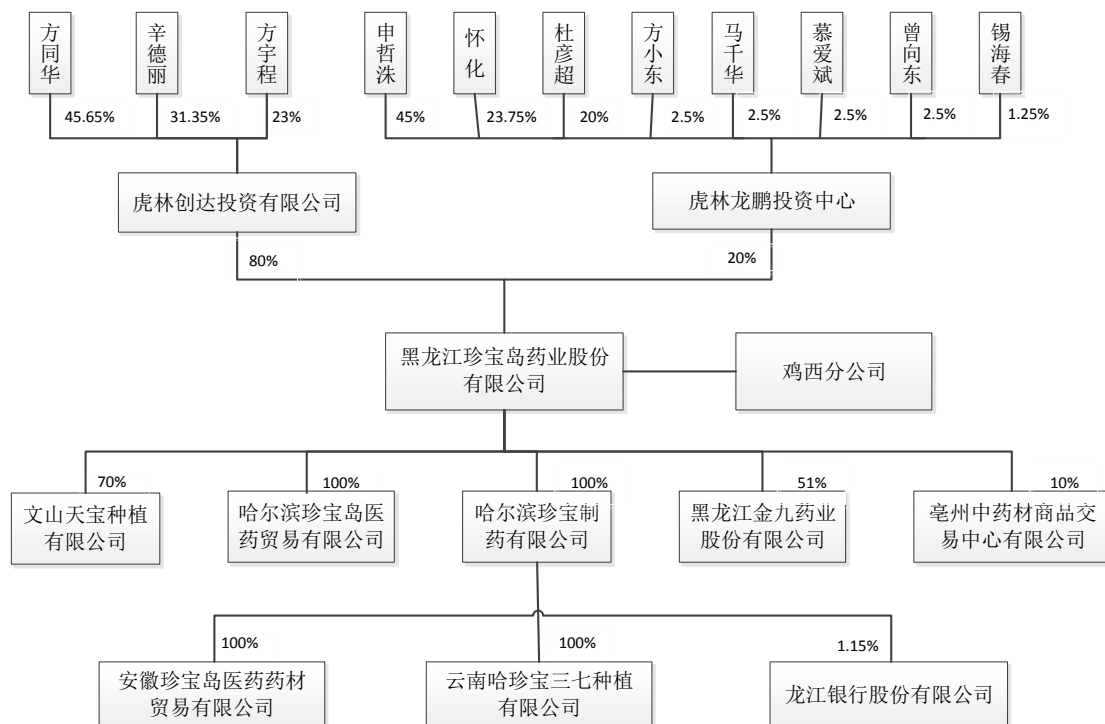 方同华
辛德丽
方宇程
申哲洙
怀化
杜彦超
方小东
马千华
慕爱斌
曾向东
锡海春
45.65%
31.35%
23%
45%
23.75%
20%
2.5%
2.5%
2.5%
2.5%
1.25%
虎林创达投资有限公司
虎林龙鹏投资中心
80%
20%
黑龙江珍宝岛药业股份
有限公司
鸡西分公司
70%
100%
100%
51%
10%
文山天宝种植
有限公司
哈尔滨珍宝岛医
药贸易有限公司
哈尔滨珍宝制
药有限公司
黑龙江金九药业
股份有限公司
亳州中药材商品交
易中心有限公司
100%
100%
1.15%
安徽珍宝岛医药药材
贸易有限公司
云南哈珍宝三七种植
有限公司
龙江银行股份有限公司